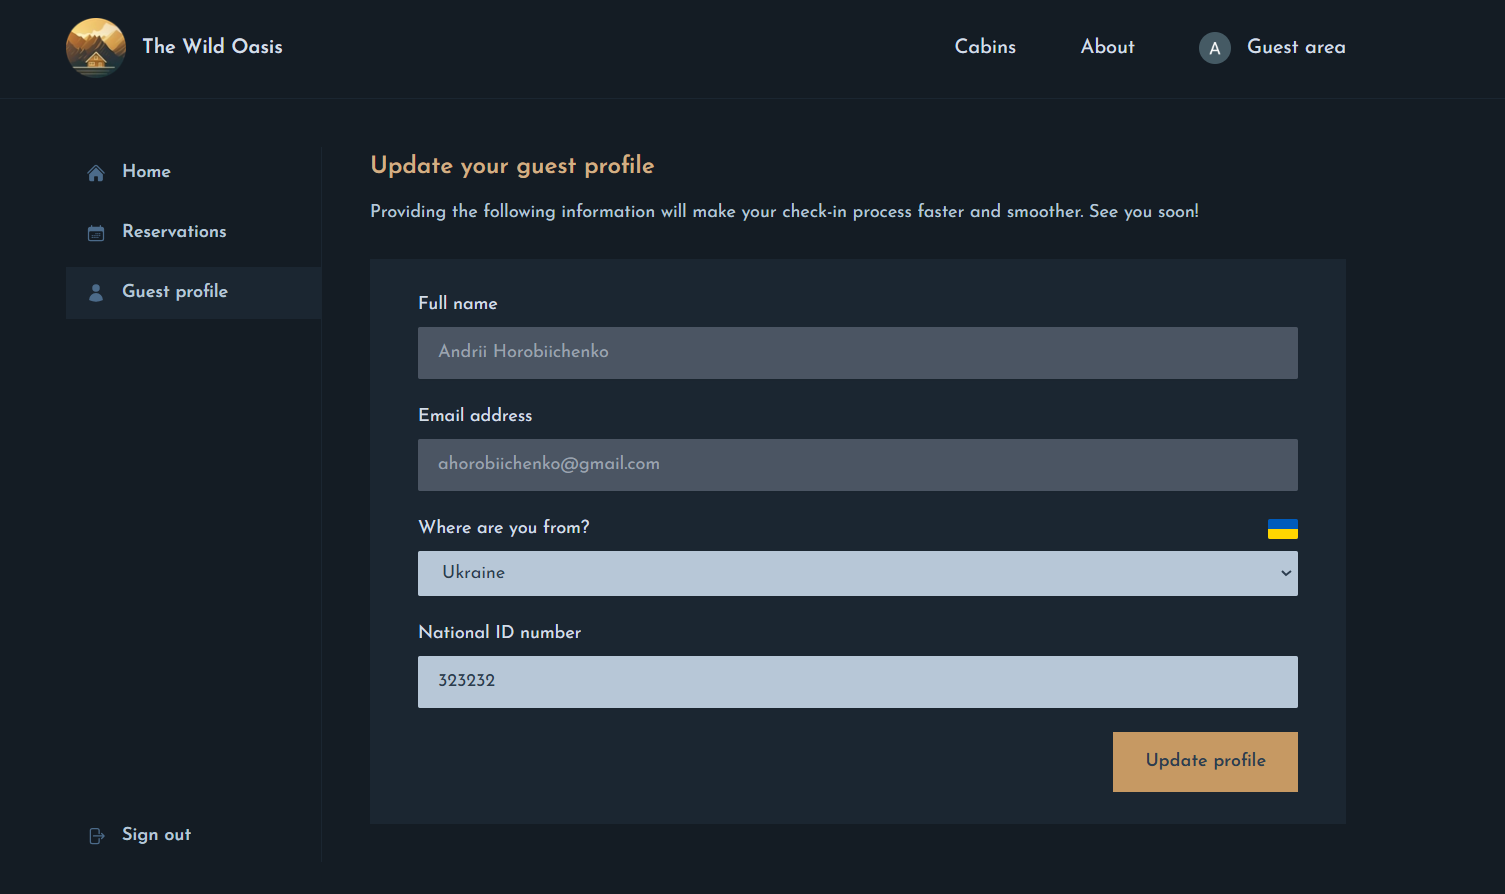 The Wild Oasis
Cabins
About
A
Guest area
Home
Reservations
Guest profile
Sign out
Update your guest profile
Providing the following information will make your check-in process faster and smoother. See you soon!
Full name
Andrii Horobiichenko
Email address
ahorobiichenko@gmail.com
Where are you from?
Ukraine
National ID number
323232
Update profile